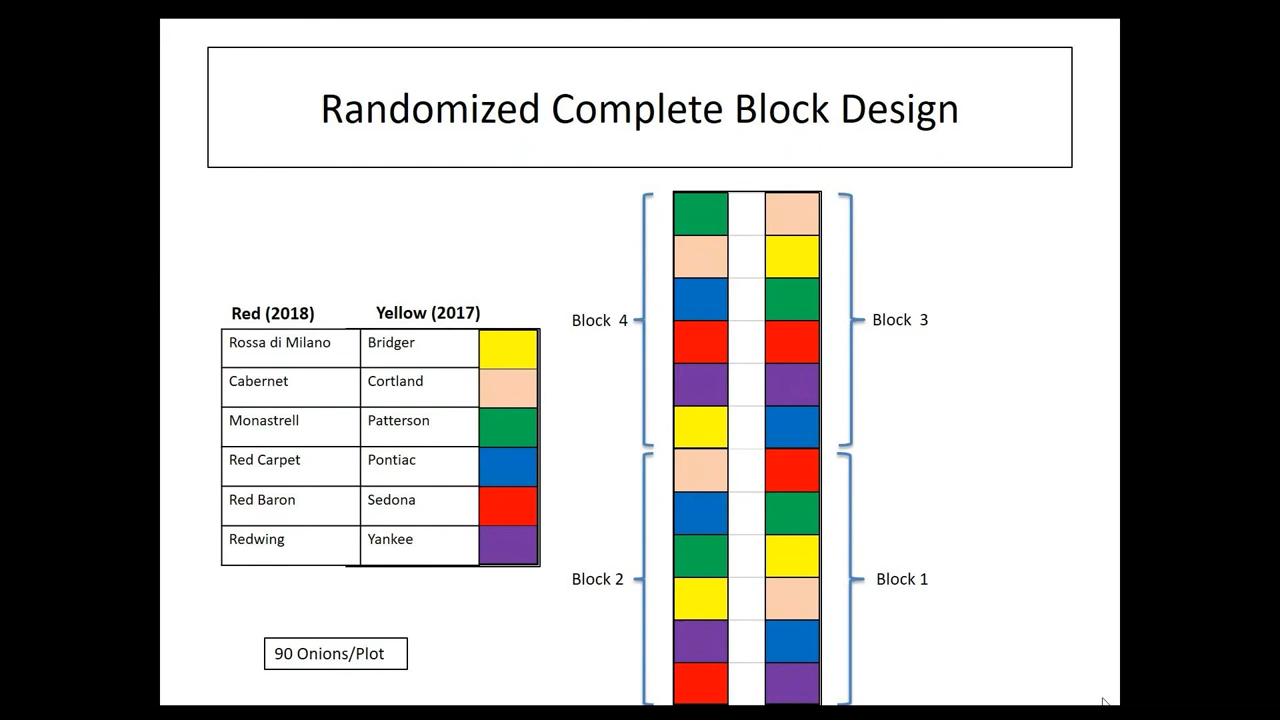 Randomized Complete Block Design
Red (2018) Yellow (2017)
Rossa di Milano Bridger
Cabernet Cortland
Monastrell Patterson
Red Carpet Pontiac
Red Baron Sedona
Redwing Yankee
90 Onions/Plot
Block 4
Block 3
Block 2
Block 1